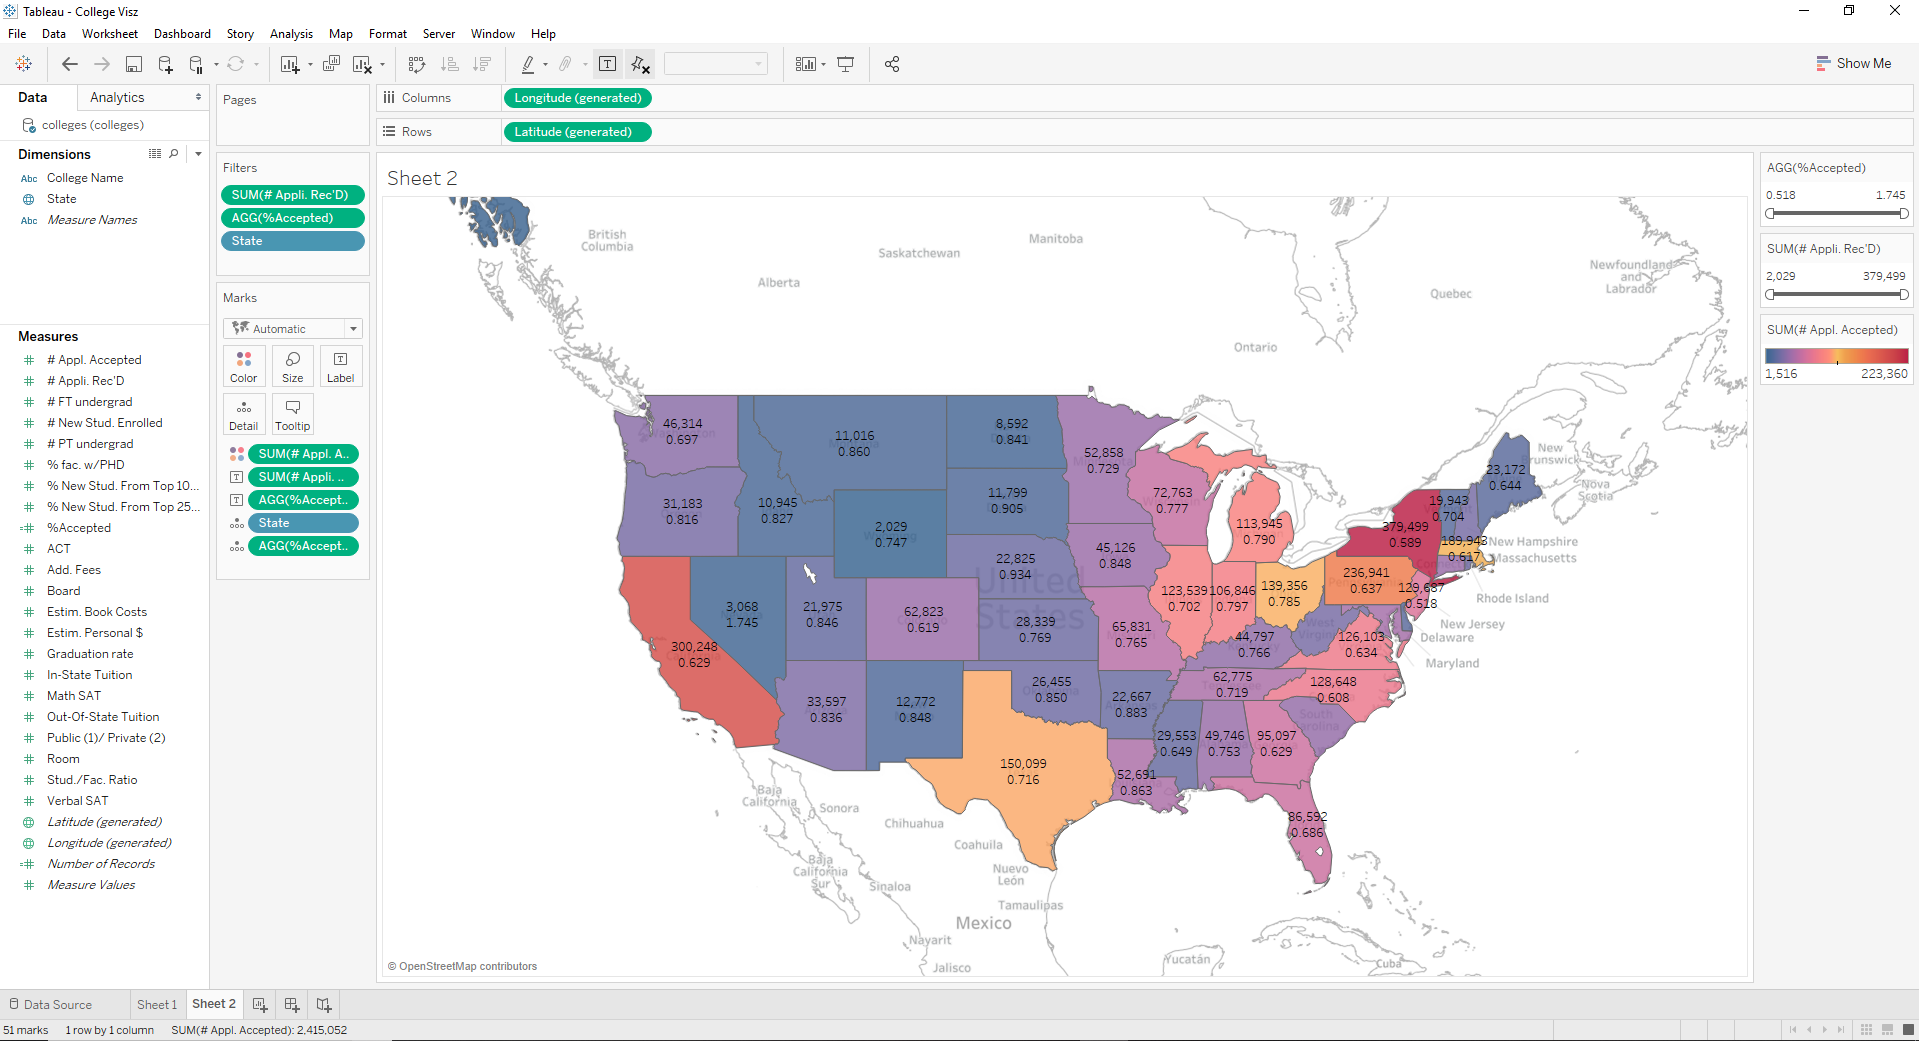 Tableau - College Visz
File Data Worksheet Dashboard Story Analysis Map Format Server Window Help
Show Me
Data Analytics
colleges (colleges)
Dimensions
Abc College Name
State
Abc Measure Names
Measures
# Appl. Accepted
# Appli. Rec'D
# FT undergrad
# New Stud. Enrolled
# PT undergrad
% fac. w/PHD
% New Stud. From Top 10...
% New Stud. From Top 25...
%Accepted
ACT
Add. Fees
Board
Estim. Book Costs
Estim. Personal $
Graduation rate
In-State Tuition
Math SAT
Out-Of-State Tuition
Public (1)/ Private (2)
Room
Stud./Fac. Ratio
Verbal SAT
Latitude (generated)
Longitude (generated)
Number of Records
Measure Values
Pages
Filters
SUM(# Appli. Rec'D)
AGG(%Accepted)
State
Marks
Automatic
Color Size Label
Detail Tooltip
SUM(# Appl. A..
SUM(# Appli. ..
AGG(%Accept..
State
AGG(%Accept..
Columns Longitude (generated)
Rows Latitude (generated)
Sheet 2
British
Columbia
Alberta
Saskatchewan
Manitoba
Ontario
Quebec
Newfoundland
and
Labrador
New
Brunswick
Nova
Scotia
New Hampshire
Massachusetts
Rhode Island
New Jersey
Delaware
Maryland
West
Virginia
South
Carolina
United
States
46,314
0.697
11,016
0.860
8,592
0.841
52,858
0.729
72,763
0.777
113,945
0.790
23,172
0.644
19,943
0.704
379,499
0.589
189,943
0.617
31,183
0.816
10,945
0.827
2,029
0.747
11,799
0.905
45,126
0.848
22,825
0.934
123,539
0.702
106,846
0.797
139,356
0.785
236,941
0.637
129,687
0.518
300,248
0.629
3,068
1.745
21,975
0.846
62,823
0.619
28,339
0.769
65,831
0.765
44,797
0.766
126,103
0.634
33,597
0.836
12,772
0.848
26,455
0.850
22,667
0.883
62,775
0.719
128,648
0.608
150,099
0.716
52,691
0.863
29,553
0.649
49,746
0.753
95,097
0.629
86,592
0.686
Baja
California
Sonora
Chihuahua
Coahuila
Baja
California
Sur
Sinaloa
Nuevo
León
Tamaulipas
Mexico
Nayarit
Jalisco
Yucatán
Cuba
© OpenStreetMap contributors
AGG(%Accepted)
0.518 1.745
SUM(# Appli. Rec'D)
2,029 379,499
SUM(# Appl. Accepted)
1,516 223,360
Data Source Sheet 1 Sheet 2
51 marks 1 row by 1 column SUM(# Appl. Accepted): 2,415,052